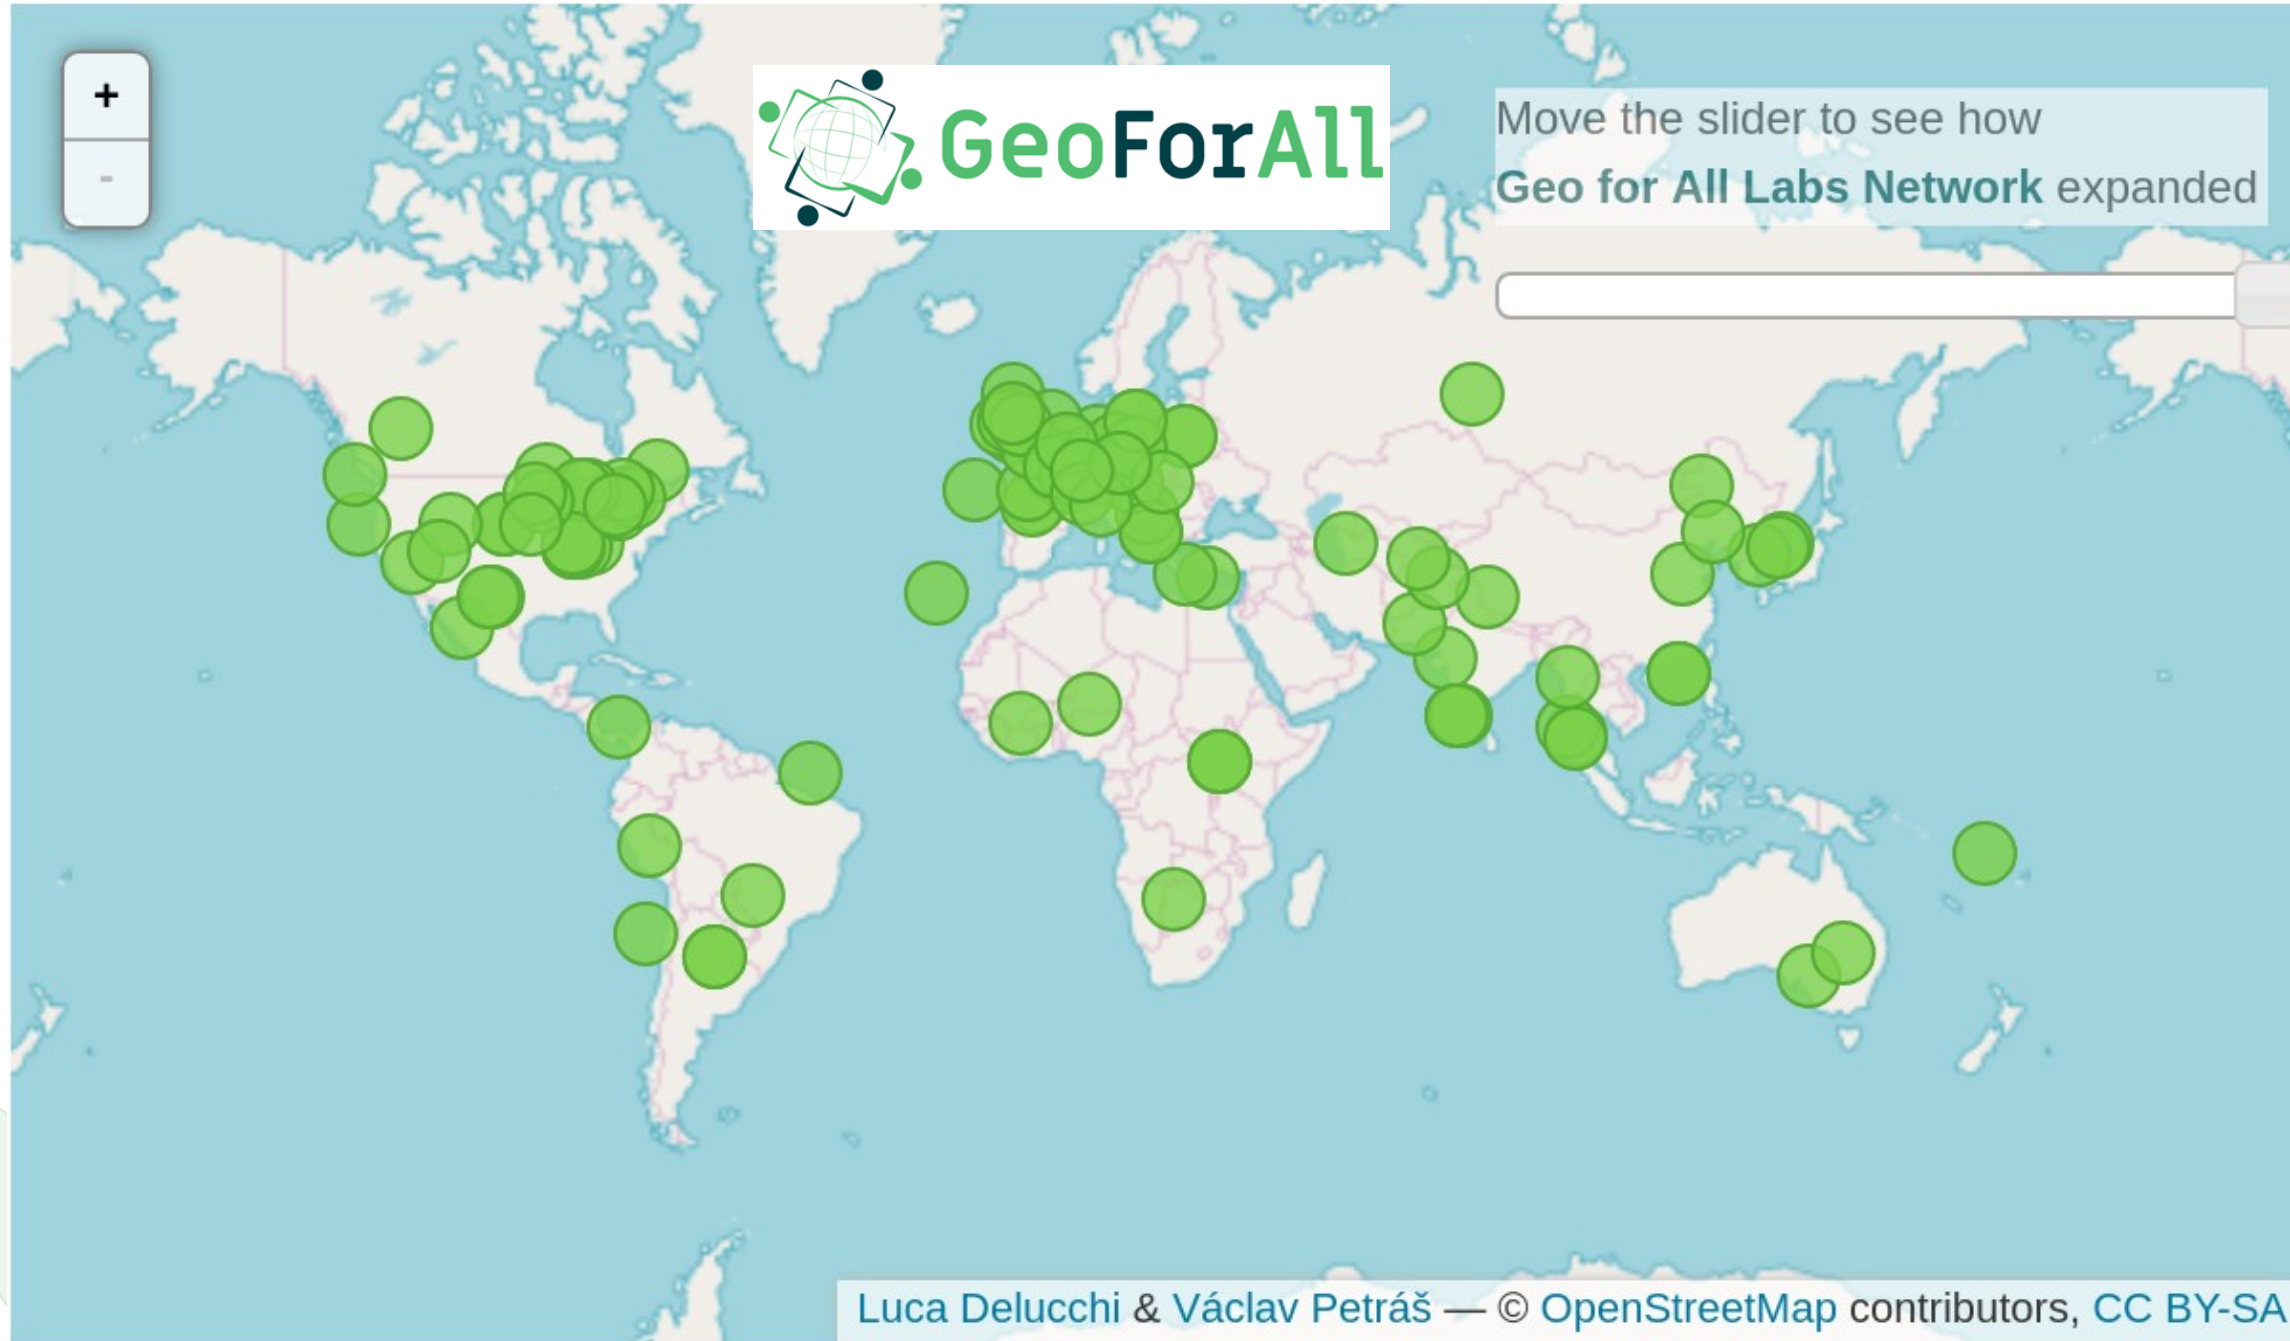 +
-
GeoForAll
Move the slider to see how
Geo for All Labs Network expanded
Luca Delucchi & Václav Petráš — © OpenStreetMap contributors, CC BY-SA